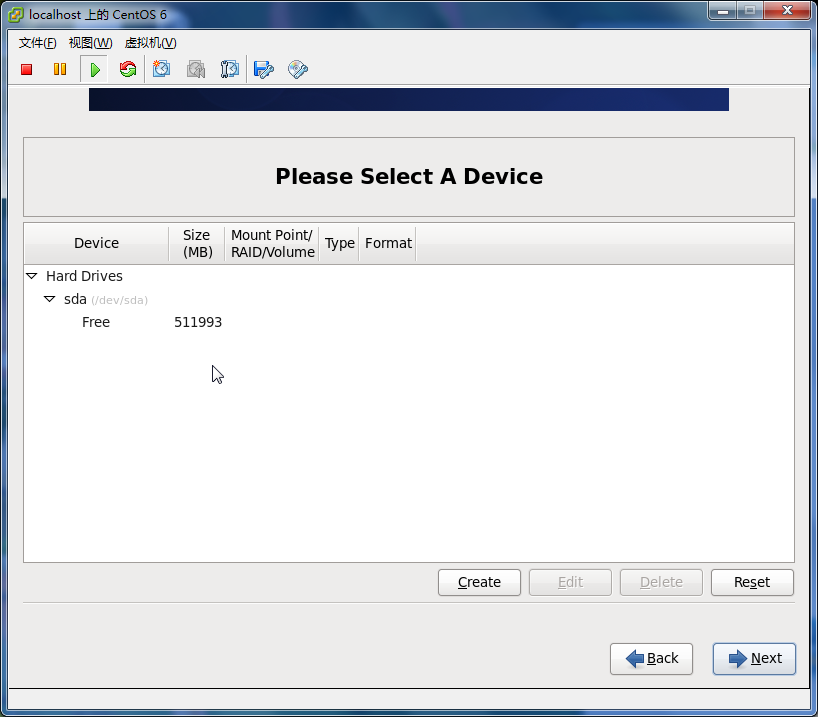 localhost 上的 CentOS 6
文件(F) 视图(W) 虚拟机(V)
Please Select A Device
Device Size (MB) Mount Point/ RAID/Volume Type Format
Hard Drives
sda (/dev/sda)
Free 511993
Create Edit Delete Reset
Back Next